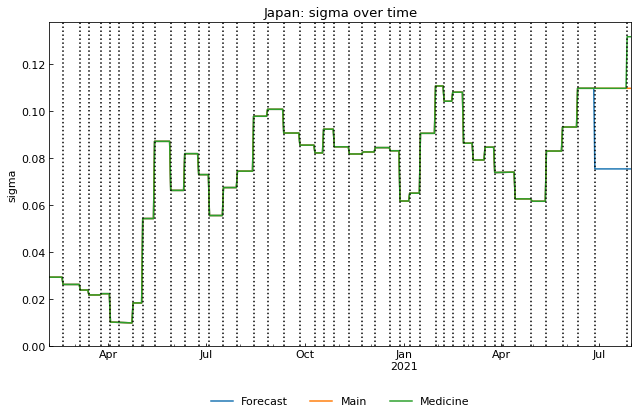 Japan: sigma over time
sigma
0.12
0.10
0.08
0.06
0.04
0.02
0.00
Apr Jul Oct Jan Apr Jul
2021
Forecast Main Medicine